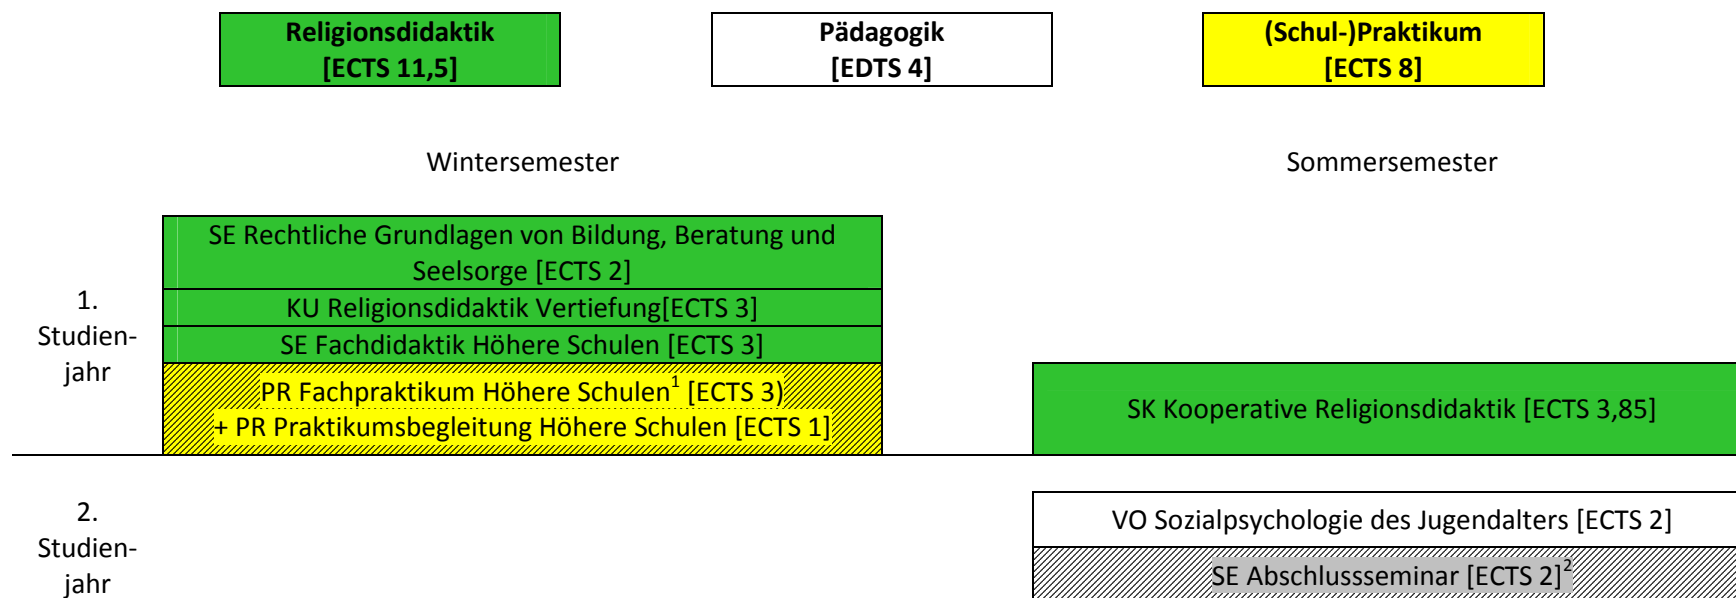 Religionsdidaktik
[ECTS 11,5]
Pädagogik
[EDTS 4]
(Schul-)Praktikum
[ECTS 8]
Wintersemester
Sommersemester
1.
Studien-
jahr
SE Rechtliche Grundlagen von Bildung, Beratung und
Seelsorge [ECTS 2]
KU Religionsdidaktik Vertiefung[ECTS 3]
SE Fachdidaktik Höhere Schulen [ECTS 3]
PR Fachpraktikum Höhere Schulen¹ [ECTS 3)
+ PR Praktikumsbegleitung Höhere Schulen [ECTS 1]
SK Kooperative Religionsdidaktik [ECTS 3,85]
2.
Studien-
jahr
VO Sozialpsychologie des Jugendalters [ECTS 2]
SE Abschlussseminar [ECTS 2]²